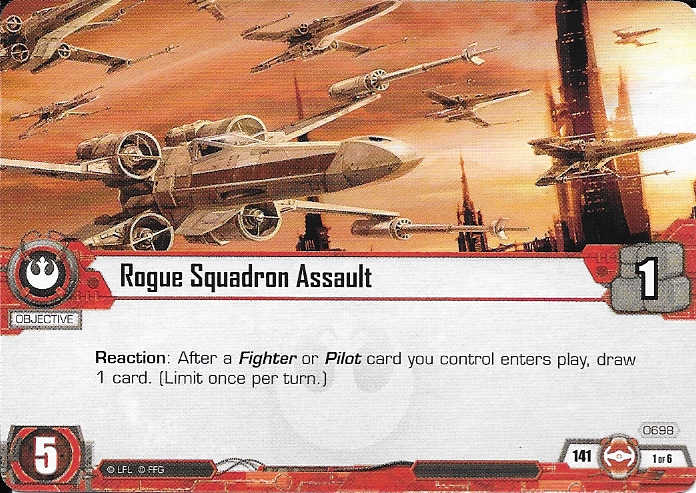 Rogue Squadron Assault
1
OBJECTIVE
Reaction: After a Fighter or Pilot card you control enters play, draw
1 card. (Limit once per turn.)
5
© LFL © FFG
0698
141
1 OF 6